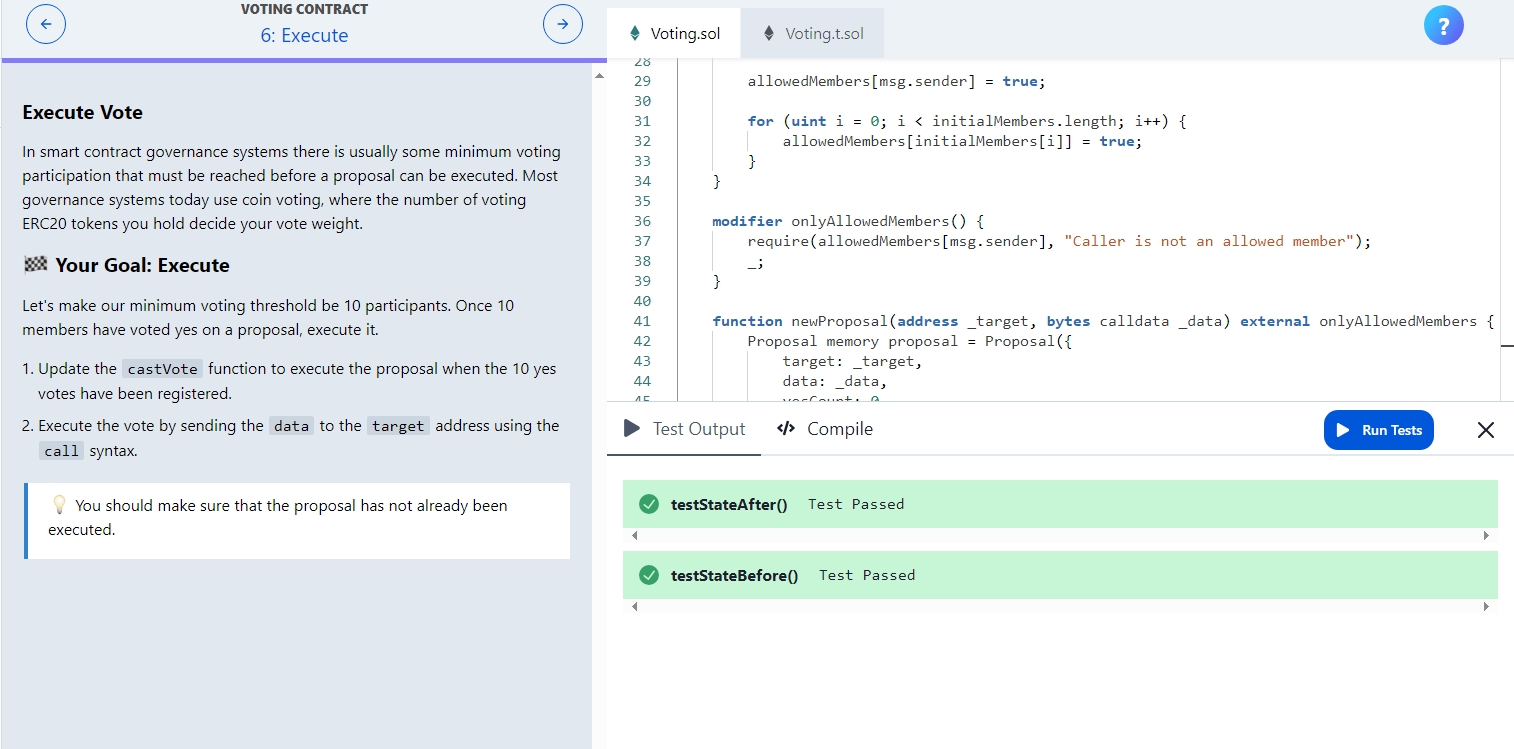 VOTING CONTRACT
6: Execute
Execute Vote
In smart contract governance systems there is usually some minimum voting
participation that must be reached before a proposal can be executed. Most
governance systems today use coin voting, where the number of voting
ERC20 tokens you hold decide your vote weight.
🏁 Your Goal: Execute
Let's make our minimum voting threshold be 10 participants. Once 10
members have voted yes on a proposal, execute it.
1. Update the castVote function to execute the proposal when the 10 yes
votes have been registered.
2. Execute the vote by sending the data to the target address using the
call syntax.
💡 You should make sure that the proposal has not already been
executed.
Voting.sol
Voting.t.sol
?
28
29 allowedMembers[msg.sender] = true;
30
31 for (uint i = 0; i < initialMembers.length; i++) {
32 allowedMembers[initialMembers[i]] = true;
33 }
34 }
35
36 modifier onlyAllowedMembers() {
37 require(allowedMembers[msg.sender], "Caller is not an allowed member");
38 _;
39 }
40
41 function newProposal(address _target, bytes calldata _data) external onlyAllowedMembers {
42 Proposal memory proposal = Proposal({
43 target: _target,
44 data: _data,
45 yesCount: 0
Test Output
</> Compile
Run Tests
testStateAfter() Test Passed
testStateBefore() Test Passed